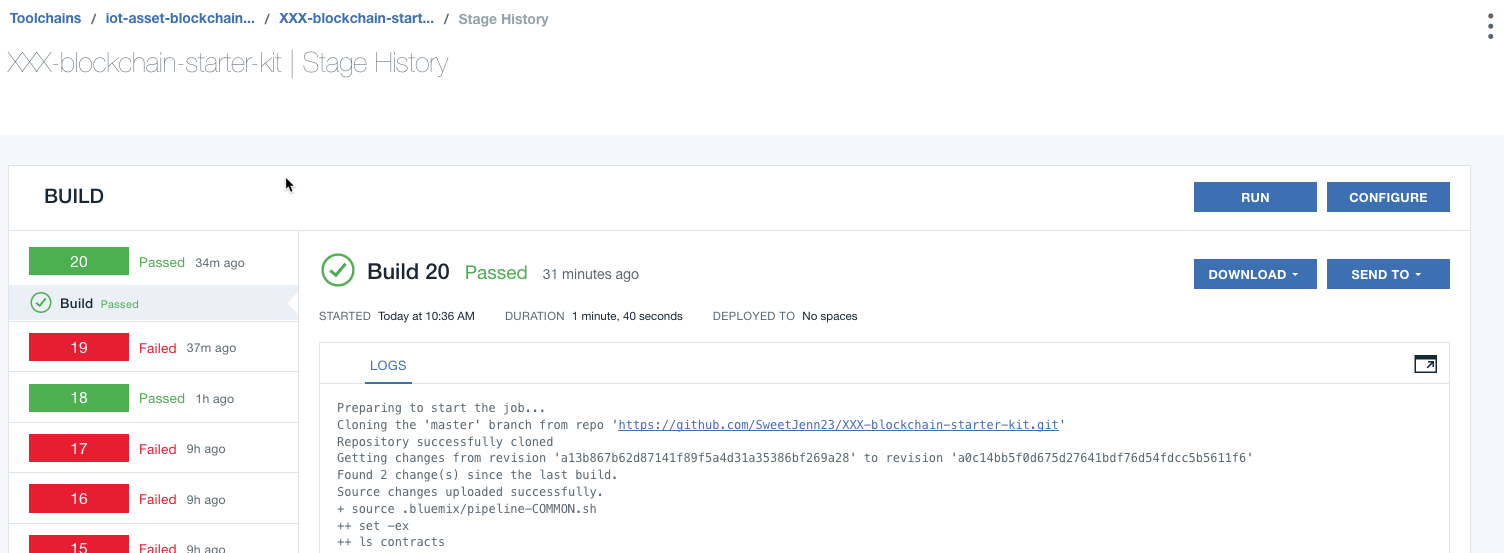 Toolchains / iot-asset-blockchain... / XXX-blockchain-start... / Stage History
XXX-blockchain-starter-kit | Stage History
BUILD
RUN
CONFIGURE
20 Passed 34m ago
Build Passed
19 Failed 37m ago
18 Passed 1h ago
17 Failed 9h ago
16 Failed 9h ago
15 Failed 9h ago
Build 20 Passed 31 minutes ago
DOWNLOAD
SEND TO
STARTED Today at 10:36 AM DURATION 1 minute, 40 seconds DEPLOYED TO No spaces
LOGS
Preparing to start the job...
Cloning the 'master' branch from repo 'https://github.com/SweetJenn23/XXX-blockchain-starter-kit.git'
Repository successfully cloned
Getting changes from revision 'a13b867b62d87141f89f5a4d31a35386bf269a28' to revision 'a0c14bb5f0d675d27641bdf76d54fdcc5b5611f6'
Found 2 change(s) since the last build.
Source changes uploaded successfully.
+ source .bluemix/pipeline-COMMON.sh
++ set -ex
++ ls contracts